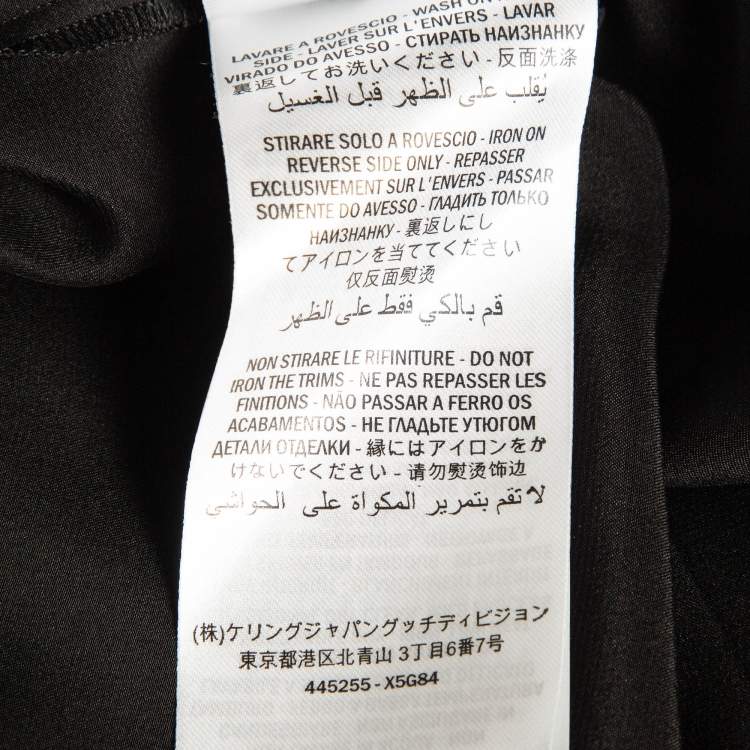 LAVARE A ROVESCIO - WASH ON
SIDE - LAVER SUR L'ENVERS - LAVAR
VIRADO DO AVESSO - СТИРАТЬ НАИЗНАНКУ
裏返してお洗いください - 反面洗涤
يُقلب على الظهر قبل الغسيل
STIRARE SOLO A ROVESCIO - IRON ON
REVERSE SIDE ONLY - REPASSER
EXCLUSIVEMENT SUR L'ENVERS - PASSAR
SOMENTE DO AVESSO - ГЛАДИТЬ ТОЛЬКО
НАИЗНАНКУ - 裏返しにし
てアイロンを当ててください
仅反面熨烫
قم بالكي فقط على الظهر
NON STIRARE LE RIFINITURE - DO NOT
IRON THE TRIMS - NE PAS REPASSER LES
FINITIONS - NÃO PASSAR A FERRO OS
ACABAMENTOS - НЕ ГЛАДЬТЕ УТЮГОМ
ДЕТАЛИ ОТДЕЛКИ - 縁にはアイロンをか
けないでください - 请勿熨烫饰边
لا تقم بتمرير المكواة على الحواشي
(株)ケリングジャパングッチディビジョン
東京都港区北青山 3丁目6番7号
445255 - X5G84